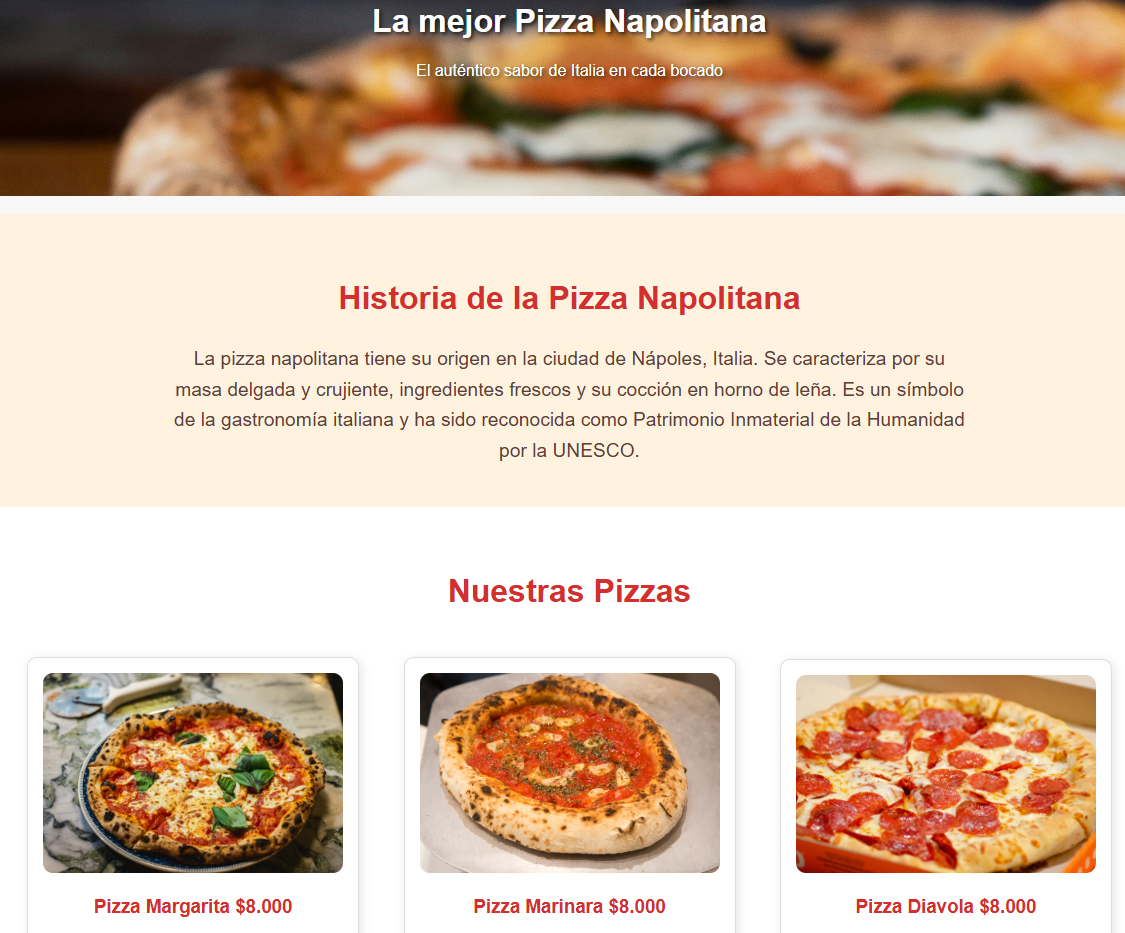 La mejor Pizza Napolitana
El auténtico sabor de Italia en cada bocado
Historia de la Pizza Napolitana
La pizza napolitana tiene su origen en la ciudad de Nápoles, Italia. Se caracteriza por su
masa delgada y crujiente, ingredientes frescos y su cocción en horno de leña. Es un símbolo
de la gastronomía italiana y ha sido reconocida como Patrimonio Inmaterial de la Humanidad
por la UNESCO.
Nuestras Pizzas
Pizza Margarita $8.000
Pizza Marinara $8.000
Pizza Diavola $8.000